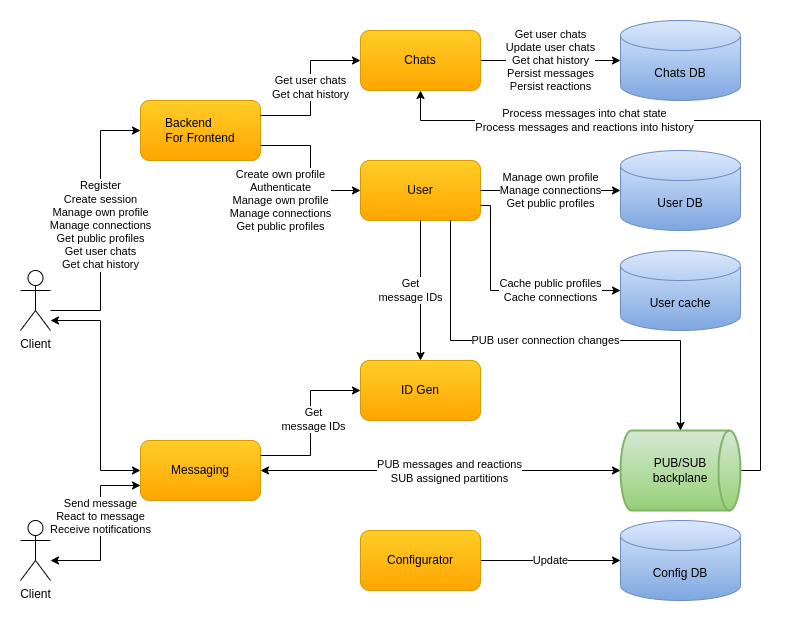 Get user chats
Update user chats
Get chat history
Persist messages
Persist reactions
Chats
Chats DB
Get user chats
Get chat history
Backend
For Frontend
Process messages into chat state
Process messages and reactions into history
Create own profile
Authenticate
Manage own profile
Manage connections
Get public profiles
User
Manage own profile
Manage connections
Get public profiles
User DB
Register
Create session
Manage own profile
Manage connections
Get public profiles
Get user chats
Get chat history
Cache public profiles
Cache connections
User cache
Get
message IDs
Client
PUB user connection changes
ID Gen
Get
message IDs
Messaging
PUB messages and reactions
SUB assigned partitions
PUB/SUB
backplane
Send message
React to message
Receive notifications
Configurator
Update
Config DB
Client